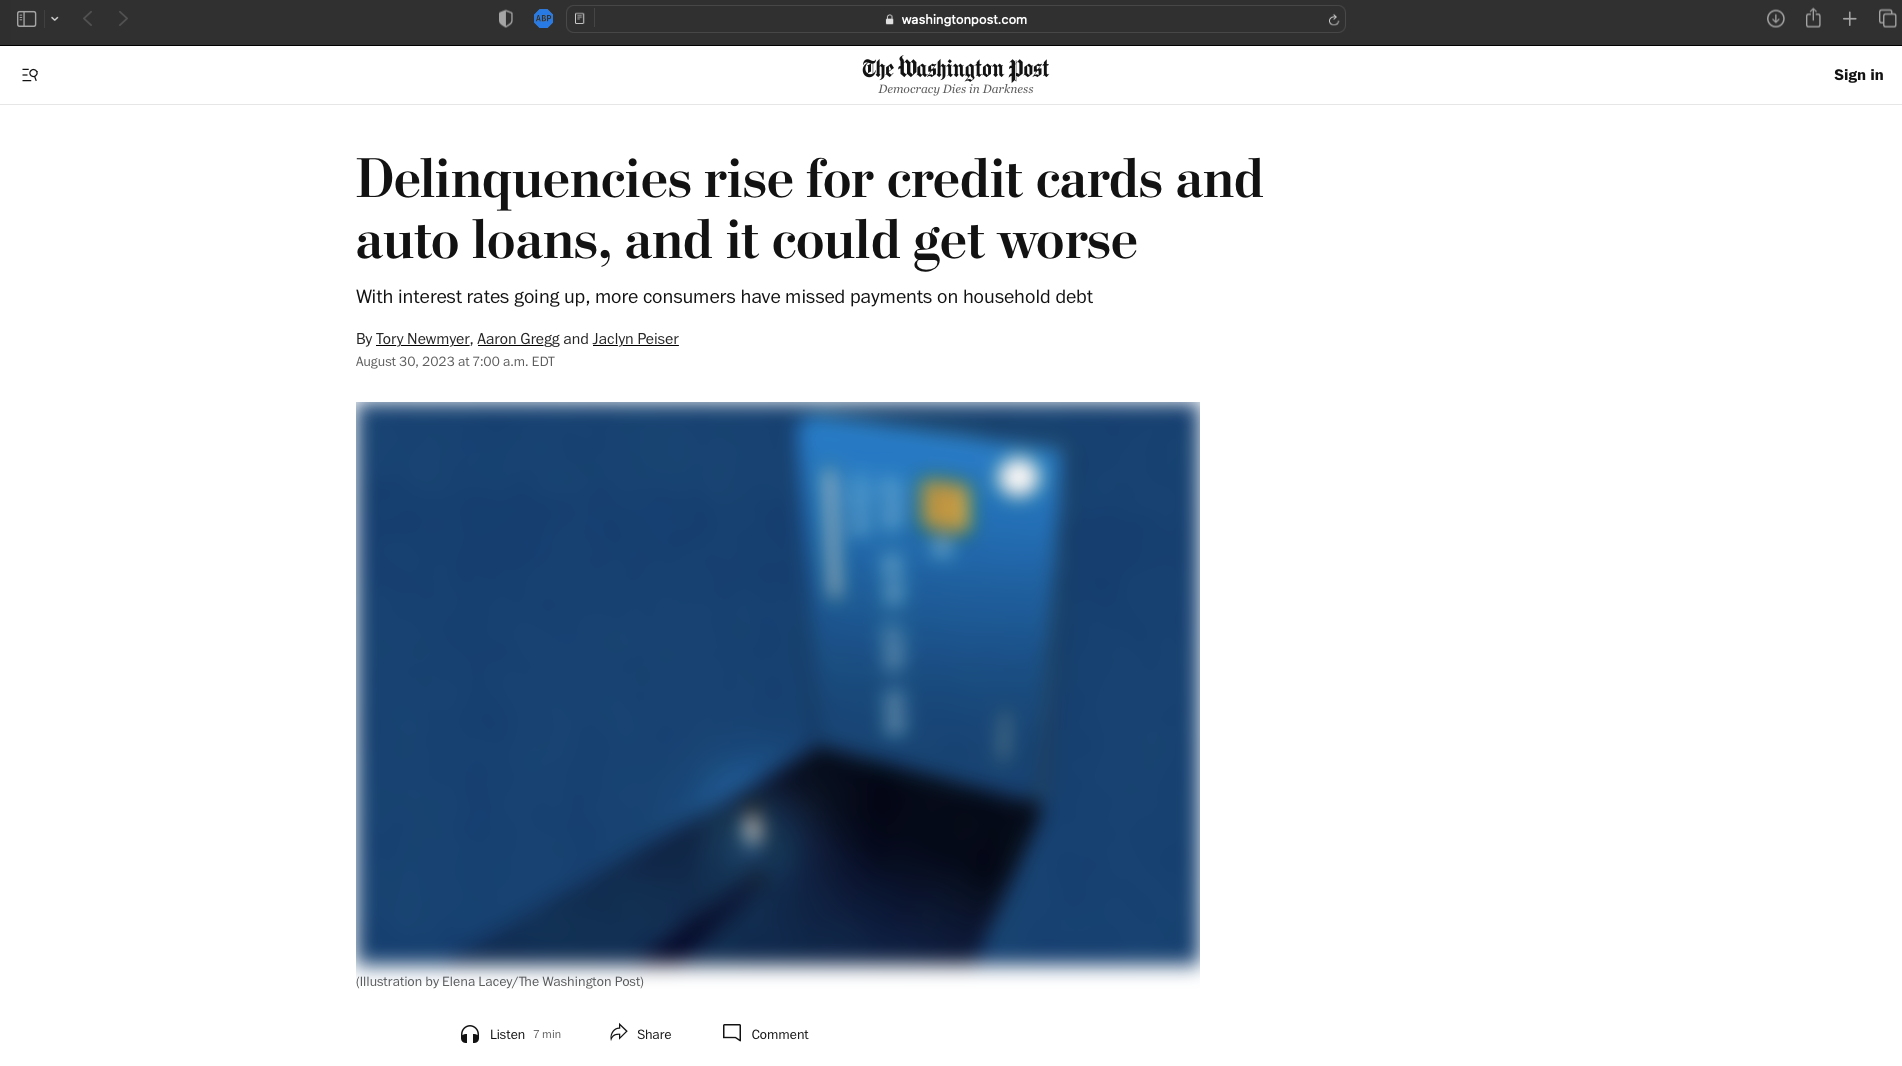 ABP
washingtonpost.com
The Washington Post
Democracy Dies in Darkness
Sign in
Delinquencies rise for credit cards and
auto loans, and it could get worse
With interest rates going up, more consumers have missed payments on household debt
By Tory Newmyer, Aaron Gregg and Jaclyn Peiser
August 30, 2023 at 7:00 a.m. EDT
(Illustration by Elena Lacey/The Washington Post)
Listen 7 min Share Comment